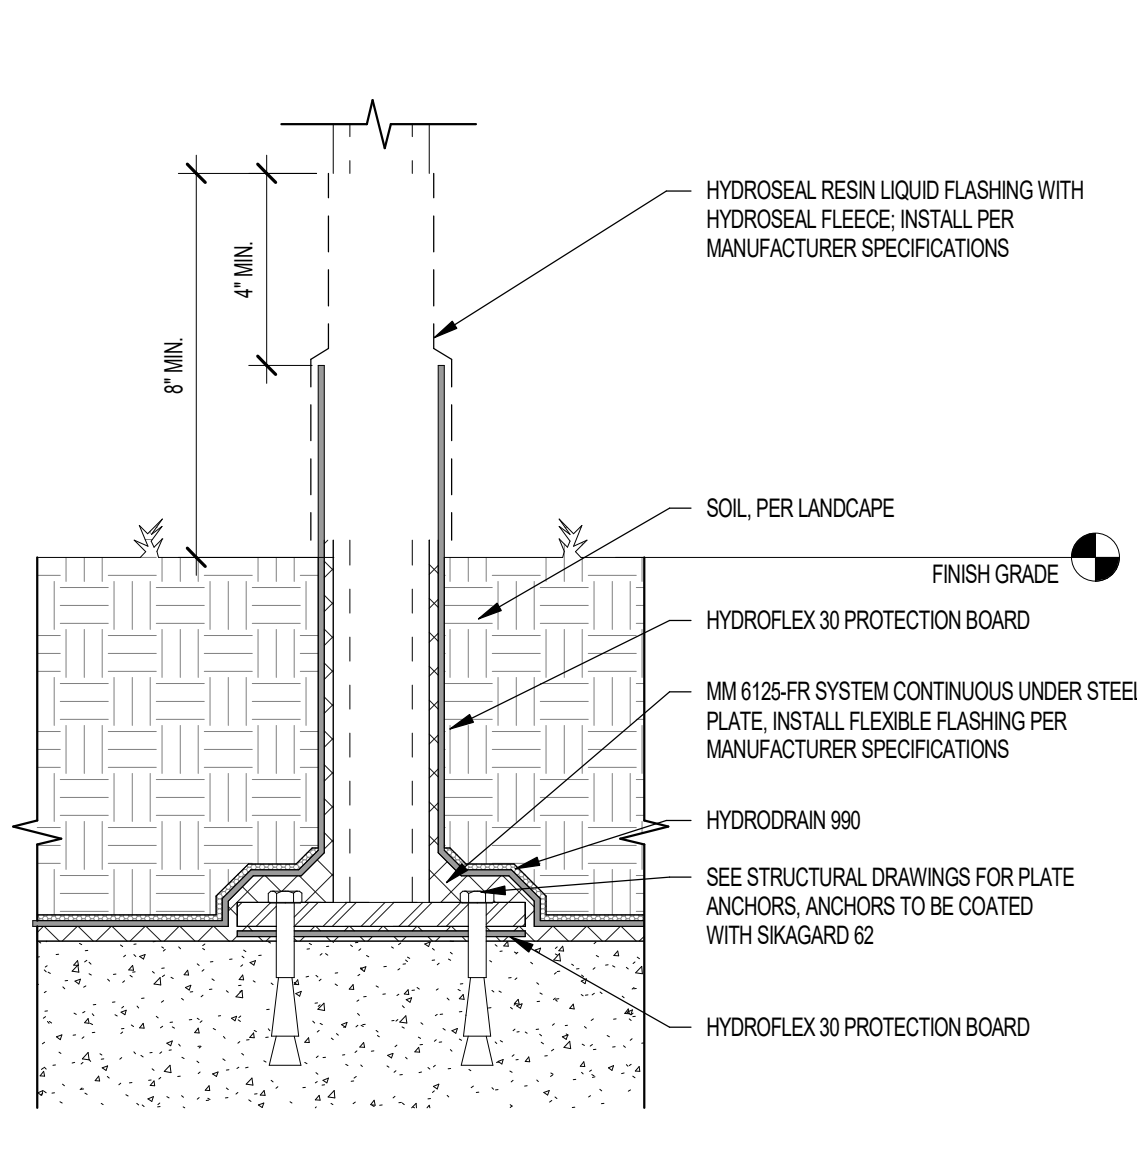 HYDROSEAL RESIN LIQUID FLASHING WITH
HYDROSEAL FLEECE; INSTALL PER
MANUFACTURER SPECIFICATIONS
4" MIN.
8" MIN.
SOIL, PER LANDCAPE
FINISH GRADE
HYDROFLEX 30 PROTECTION BOARD
MM 6125-FR SYSTEM CONTINUOUS UNDER STEEL
PLATE, INSTALL FLEXIBLE FLASHING PER
MANUFACTURER SPECIFICATIONS
HYDRODRAIN 990
SEE STRUCTURAL DRAWINGS FOR PLATE
ANCHORS, ANCHORS TO BE COATED
WITH SIKAGARD 62
HYDROFLEX 30 PROTECTION BOARD